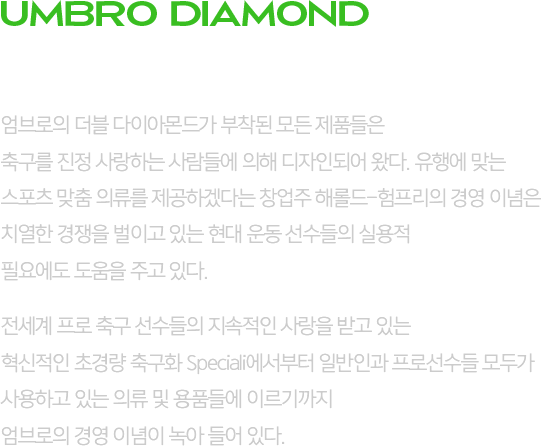 UMBRO DIAMOND
엄브로의 더블 다이아몬드가 부착된 모든 제품들은
축구를 진정 사랑하는 사람들에 의해 디자인되어 왔다. 유행에 맞는
스포츠 맞춤 의류를 제공하겠다는 창업주 해롤드-험프리의 경영 이념은
치열한 경쟁을 벌이고 있는 현대 운동 선수들의 실용적
필요에도 도움을 주고 있다.
전세계 프로 축구 선수들의 지속적인 사랑을 받고 있는
혁신적인 초경량 축구화 Speciali에서부터 일반인과 프로선수들 모두가
사용하고 있는 의류 및 용품들에 이르기까지
엄브로의 경영 이념이 녹아 들어 있다.